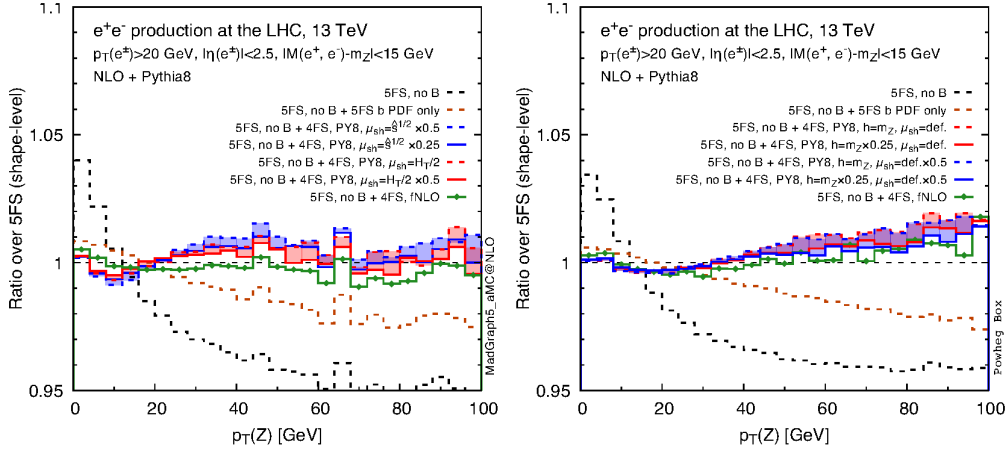 e⁺e⁻ production at the LHC, 13 TeV
p_T(e^±)>20 GeV, |η(e^±)|<2.5, |M(e⁺, e⁻)-m_Z|<15 GeV
NLO + Pythia8
5FS, no B
5FS, no B + 5FS b PDF only
5FS, no B + 4FS, PY8, μ_sh=ŝ^1/2 ×0.5
5FS, no B + 4FS, PY8, μ_sh=ŝ^1/2 ×0.25
5FS, no B + 4FS, PY8, μ_sh=H_T/2
5FS, no B + 4FS, PY8, μ_sh=H_T/2 ×0.5
5FS, no B + 4FS, fNLO
Ratio over 5FS (shape-level)
1.1
1.05
1
0.95
0 20 40 60 80 100
p_T(Z) [GeV]
MadGraph5_aMC@NLO
e⁺e⁻ production at the LHC, 13 TeV
p_T(e^±)>20 GeV, |η(e^±)|<2.5, |M(e⁺, e⁻)-m_Z|<15 GeV
NLO + Pythia8
5FS, no B
5FS, no B + 5FS b PDF only
5FS, no B + 4FS, PY8, h=m_Z, μ_sh=def.
5FS, no B + 4FS, PY8, h=m_Z×0.25, μ_sh=def.
5FS, no B + 4FS, PY8, h=m_Z, μ_sh=def.×0.5
5FS, no B + 4FS, PY8, h=m_Z×0.25, μ_sh=def.×0.5
5FS, no B + 4FS, fNLO
Ratio over 5FS (shape-level)
1.1
1.05
1
0.95
0 20 40 60 80 100
p_T(Z) [GeV]
Powheg Box